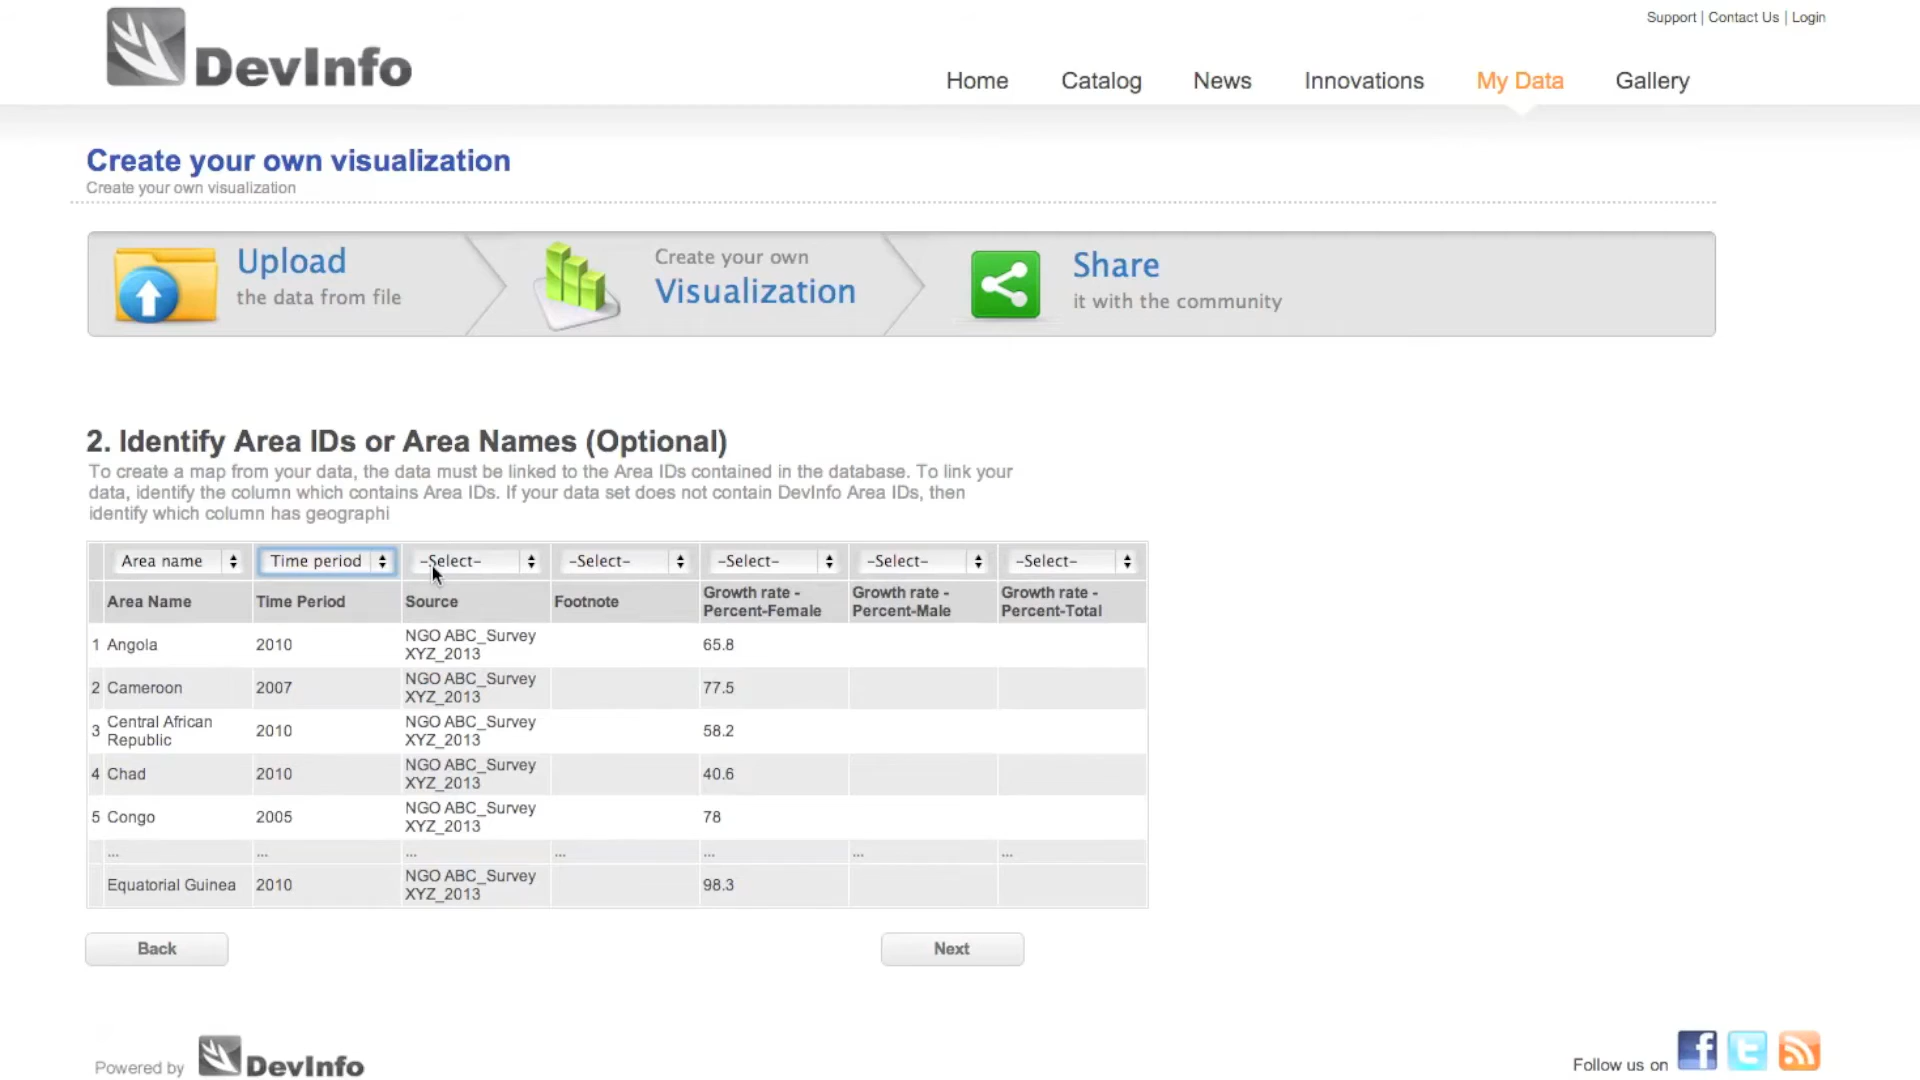 Support | Contact Us | Login
DevInfo
Home Catalog News Innovations My Data Gallery
Create your own visualization
Create your own visualization
Upload
the data from file
Create your own
Visualization
Share
it with the community
2. Identify Area IDs or Area Names (Optional)
To create a map from your data, the data must be linked to the Area IDs contained in the database. To link your
data, identify the column which contains Area IDs. If your data set does not contain DevInfo Area IDs, then
identify which column has geographi
Area name Time period -Select- -Select- -Select- -Select- -Select-
Area Name Time Period Source Footnote Growth rate - Percent-Female Growth rate - Percent-Male Growth rate - Percent-Total
1 Angola 2010 NGO ABC_Survey XYZ_2013 65.8
2 Cameroon 2007 NGO ABC_Survey XYZ_2013 77.5
3 Central African Republic 2010 NGO ABC_Survey XYZ_2013 58.2
4 Chad 2010 NGO ABC_Survey XYZ_2013 40.6
5 Congo 2005 NGO ABC_Survey XYZ_2013 78
... ... ... ... ... ... ...
Equatorial Guinea 2010 NGO ABC_Survey XYZ_2013 98.3
Back Next
Powered by DevInfo
Follow us on